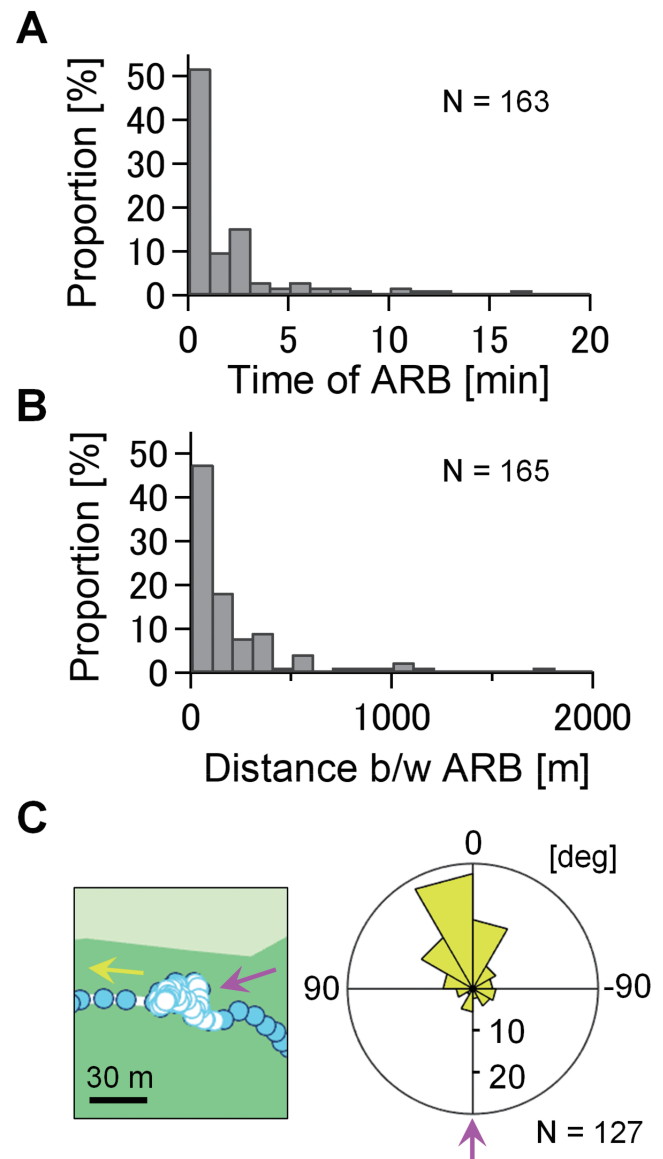 A
Proportion [%]
50
40
30
20
10
0
N = 163
0 5 10 15 20
Time of ARB [min]
B
Proportion [%]
50
40
30
20
10
0
N = 165
0 1000 2000
Distance b/w ARB [m]
C
30 m
0
[deg]
90
-90
10
20
N = 127